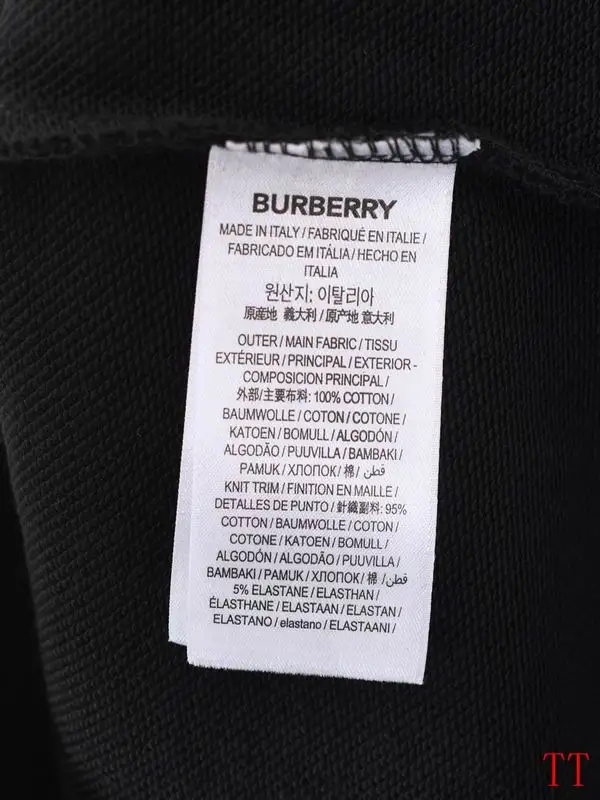 BURBERRY
MADE IN ITALY / FABRIQUÉ EN ITALIE /
FABRICADO EM ITÁLIA / HECHO EN
ITALIA
원산지: 이탈리아
原産地 義大利 / 原产地 意大利
OUTER / MAIN FABRIC / TISSU
EXTÉRIEUR / PRINCIPAL / EXTERIOR -
COMPOSICION PRINCIPAL /
外部/主要布料: 100% COTTON /
BAUMWOLLE / COTON / COTONE /
KATOEN / BOMULL / ALGODÓN /
ALGODÃO / PUUVILLA / BAMBAKI /
PAMUK / ХЛОПОК / 棉 / قطن
KNIT TRIM / FINITION EN MAILLE /
DETALLES DE PUNTO / 針織副料: 95%
COTTON / BAUMWOLLE / COTON /
COTONE / KATOEN / BOMULL /
ALGODÓN / ALGODÃO / PUUVILLA /
BAMBAKI / PAMUK / ХЛОПОК / 棉 / قطن/
5% ELASTANE / ELASTHAN /
ÉLASTHANE / ELASTAAN / ELASTAN /
ELASTANO / elastano / ELASTAANI /
TT